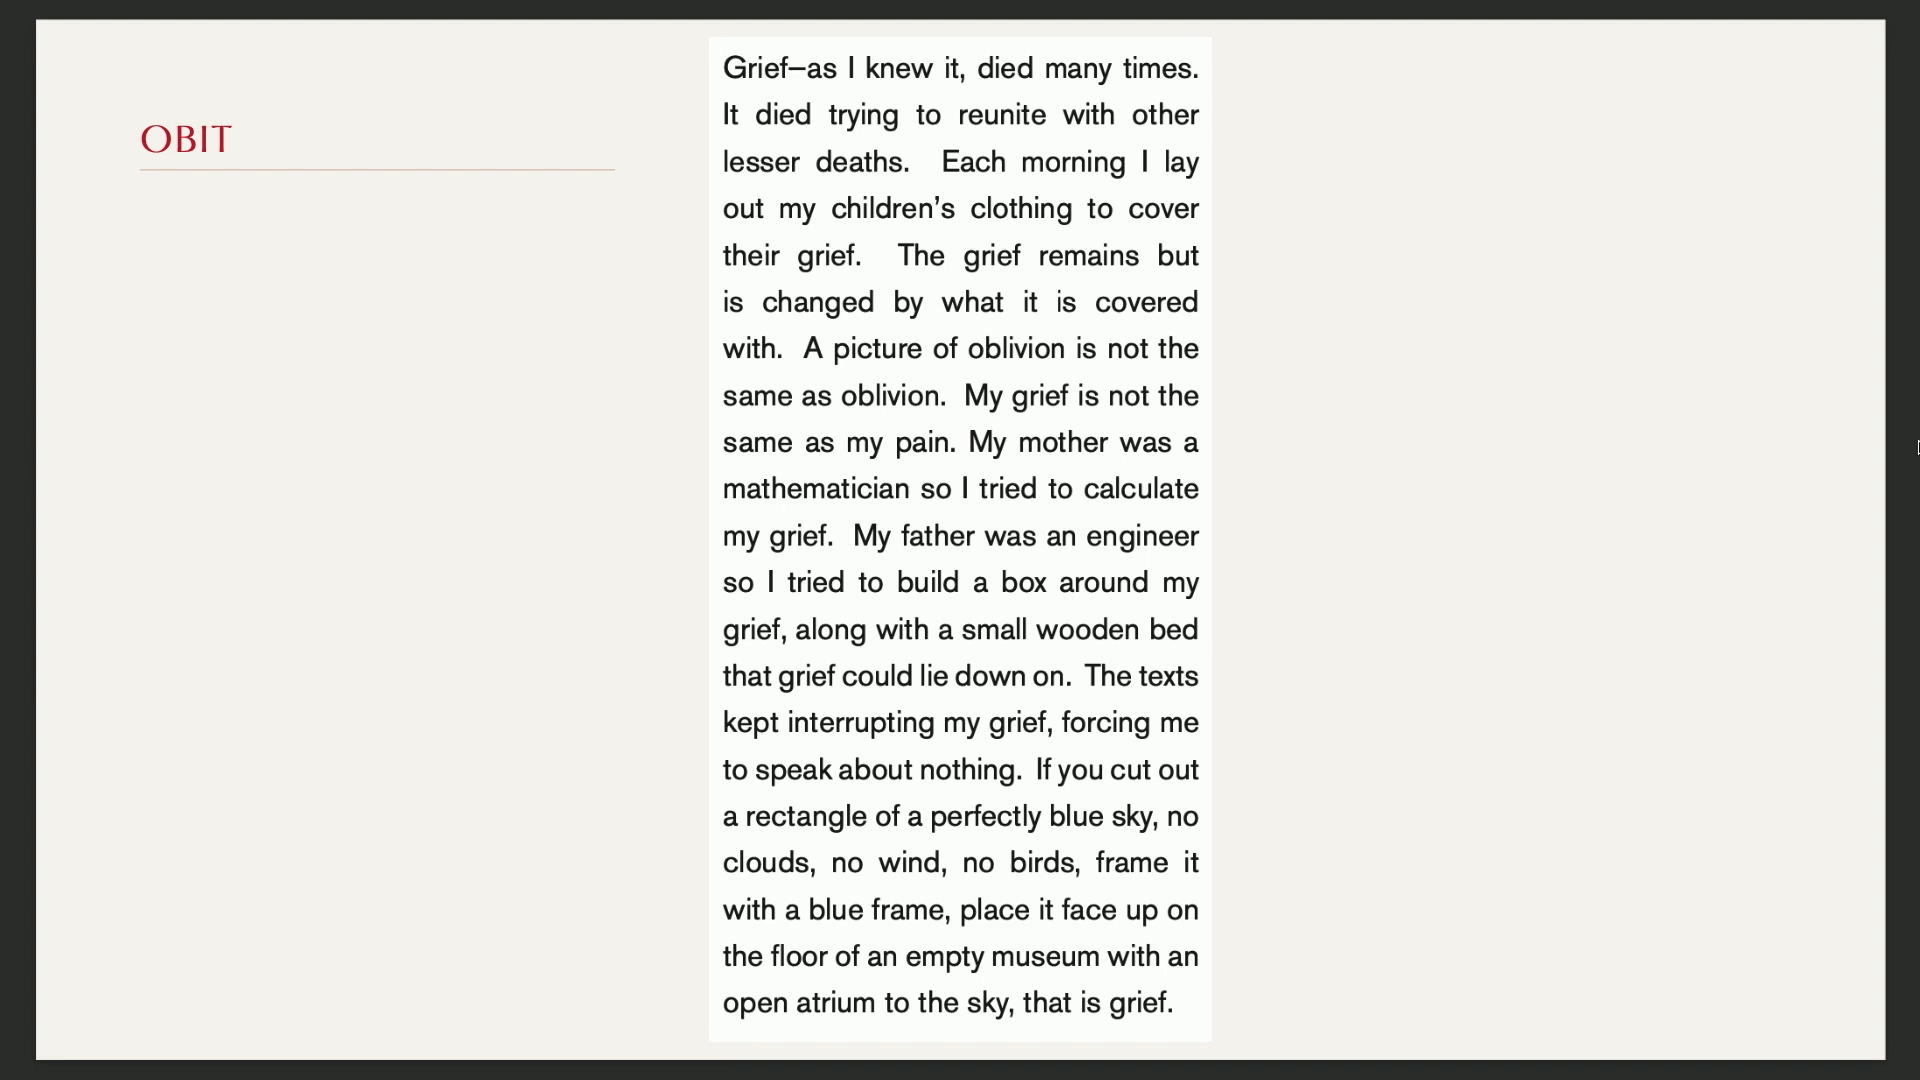 OBIT
Grief—as I knew it, died many times.
It died trying to reunite with other
lesser deaths. Each morning I lay
out my children’s clothing to cover
their grief. The grief remains but
is changed by what it is covered
with. A picture of oblivion is not the
same as oblivion. My grief is not the
same as my pain. My mother was a
mathematician so I tried to calculate
my grief. My father was an engineer
so I tried to build a box around my
grief, along with a small wooden bed
that grief could lie down on. The texts
kept interrupting my grief, forcing me
to speak about nothing. If you cut out
a rectangle of a perfectly blue sky, no
clouds, no wind, no birds, frame it
with a blue frame, place it face up on
the floor of an empty museum with an
open atrium to the sky, that is grief.